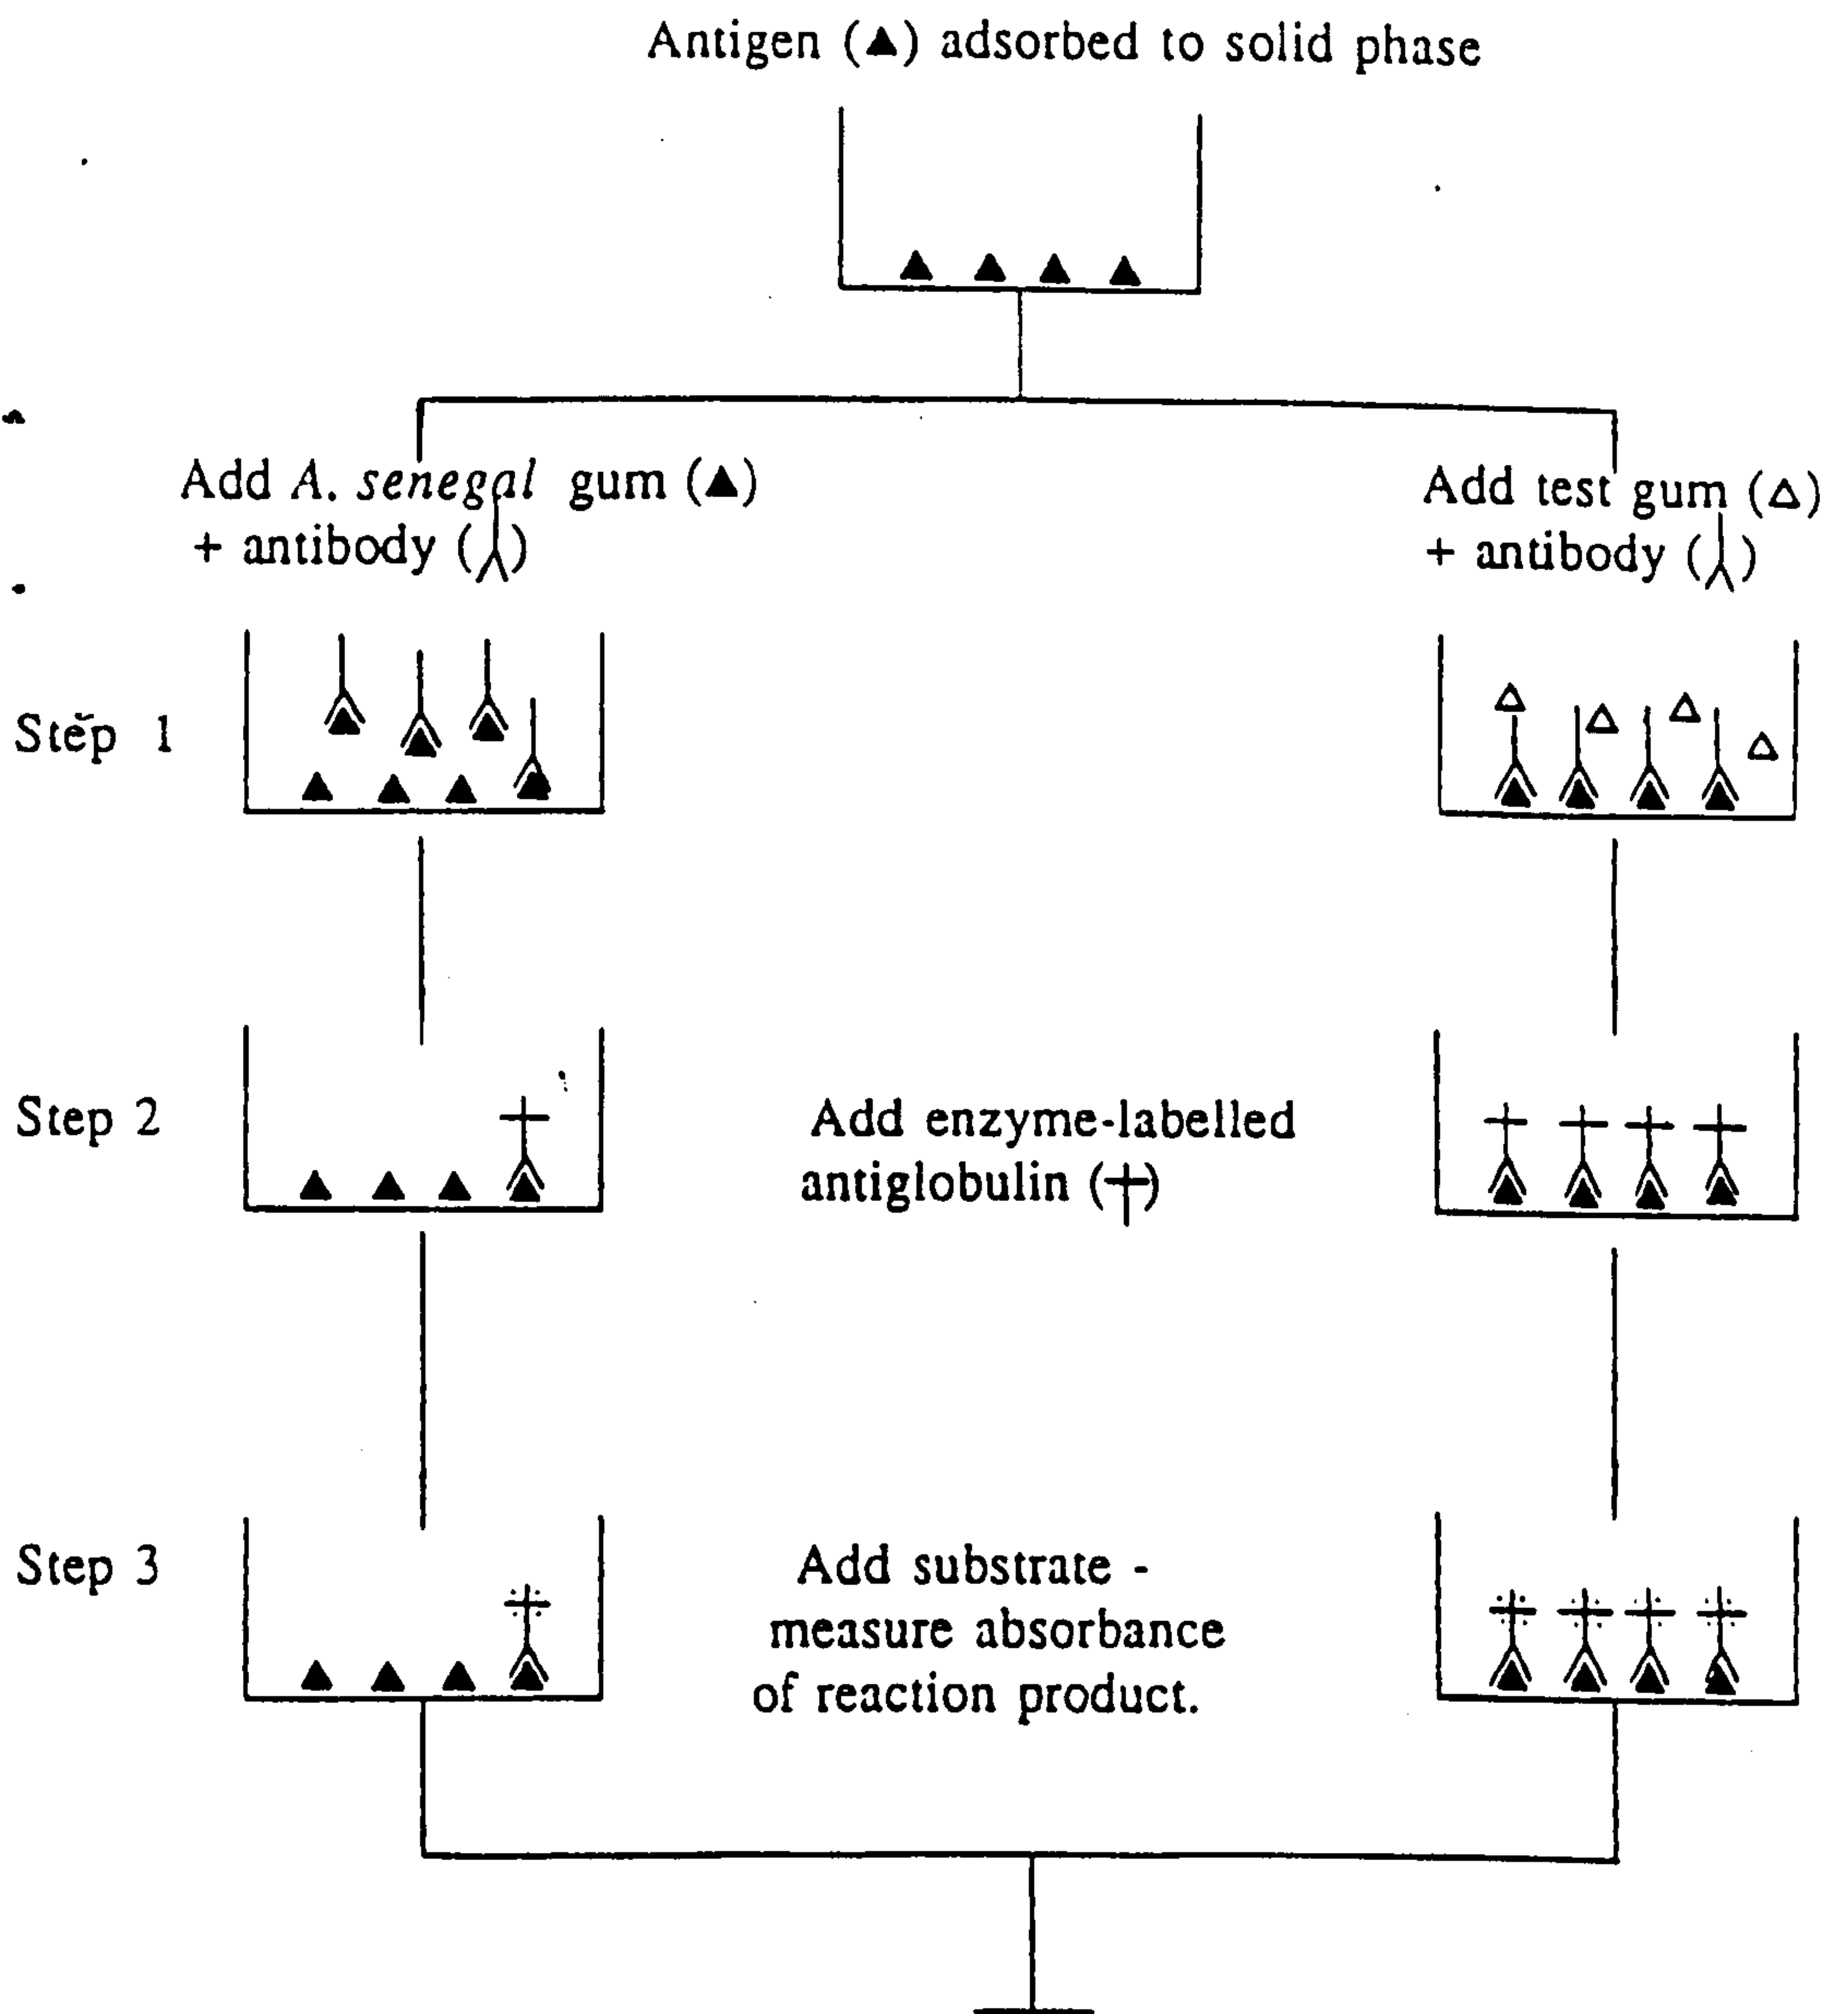 Antigen (▲) adsorbed to solid phase
Add A. senegal gum (▲)
+ antibody (⅄)
Add test gum (△)
+ antibody (⅄)
Step 1
Step 2
Add enzyme-labelled
antiglobulin (†)
Step 3
Add substrate -
measure absorbance
of reaction product.